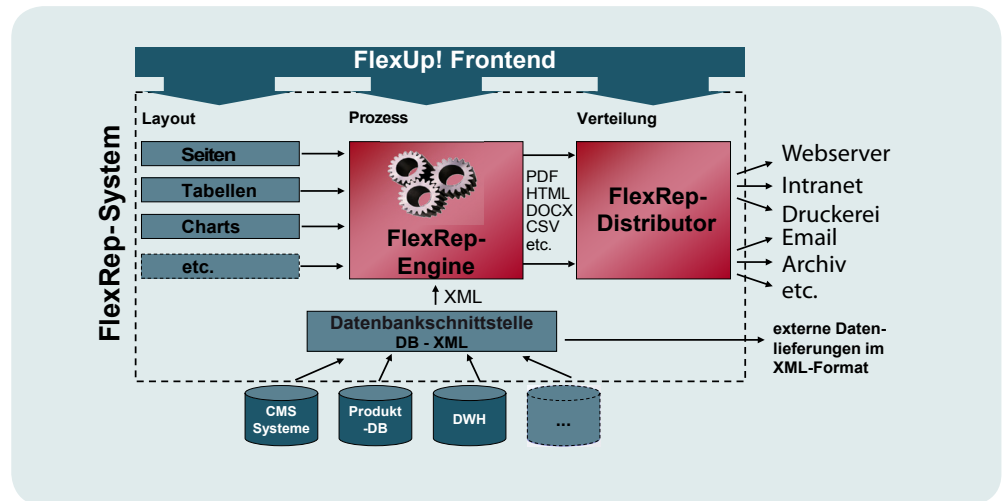 FlexUp! Frontend
FlexRep-System
Layout
Prozess
Verteilung
Seiten
Tabellen
Charts
etc.
FlexRep-
Engine
PDF
HTML
DOCX
CSV
etc.
FlexRep-
Distributor
Webserver
Intranet
Druckerei
Email
Archiv
etc.
XML
Datenbankschnittstelle
DB - XML
externe Daten-
lieferungen im
XML-Format
CMS
Systeme
Produkt
-DB
DWH
...